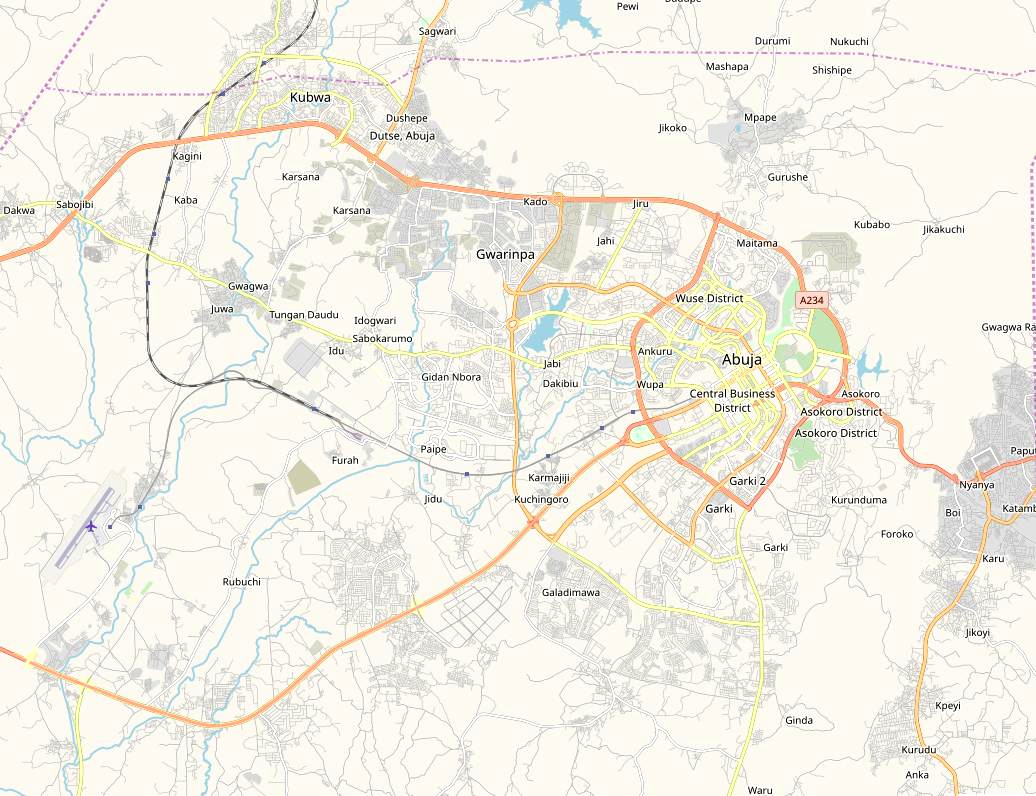 Dudupe
Pewi
Sagwari
Durumi
Nukuchi
Mashapa
Shishipe
Kubwa
Dushepe
Mpape
Jikoko
Dutse, Abuja
Kagini
Karsana
Gurushe
Kaba
Sabojibi
Dakwa
Karsana
Kado
Jiru
Kubabo
Jikakuchi
Jahi
Maitama
Gwarinpa
Gwagwa
Wuse District
A234
Juwa
Tungan Daudu
Idogwari
Gwagwa Ra
Sabokarumo
Idu
Ankuru
Abuja
Jabi
Gidan Nbora
Dakibiu
Wupa
Central Business
District
Asokoro
Asokoro District
Asokoro District
Paipe
Furah
Papu
Karmajiji
Garki 2
Nyanya
Jidu
Kuchingoro
Garki
Kurunduma
Boi
Katamb
Foroko
Garki
Karu
Rubuchi
Galadimawa
Jikoyi
Kpeyi
Ginda
Kurudu
Anka
Waru